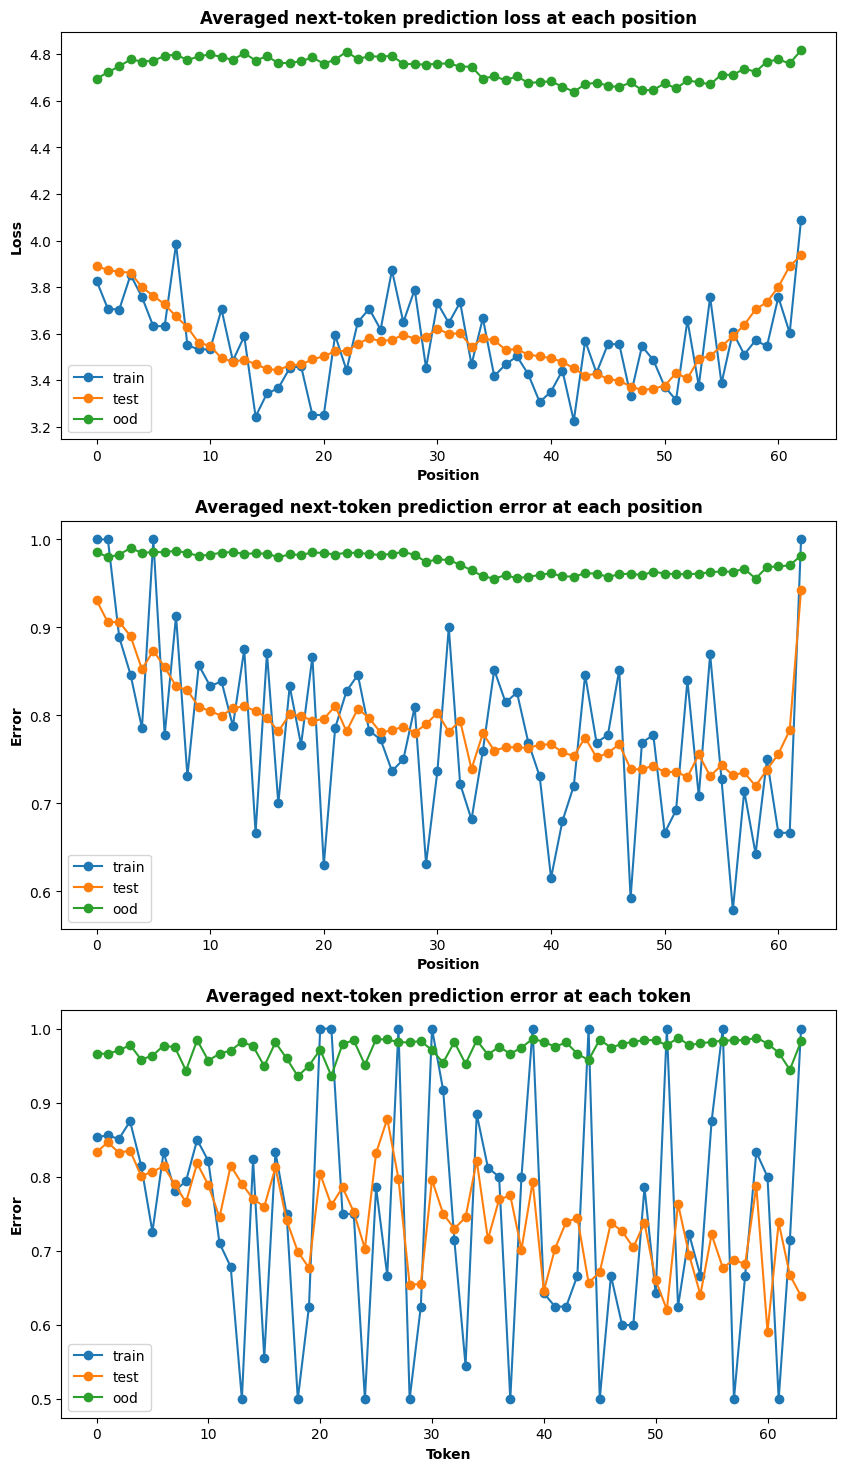 Averaged next-token prediction loss at each position
4.8
4.6
4.4
4.2
4.0
3.8
3.6
3.4
3.2
Loss
train
test
ood
0 10 20 30 40 50 60
Position
Averaged next-token prediction error at each position
1.0
0.9
0.8
0.7
0.6
Error
train
test
ood
0 10 20 30 40 50 60
Position
Averaged next-token prediction error at each token
1.0
0.9
0.8
0.7
0.6
0.5
Error
train
test
ood
0 10 20 30 40 50 60
Token